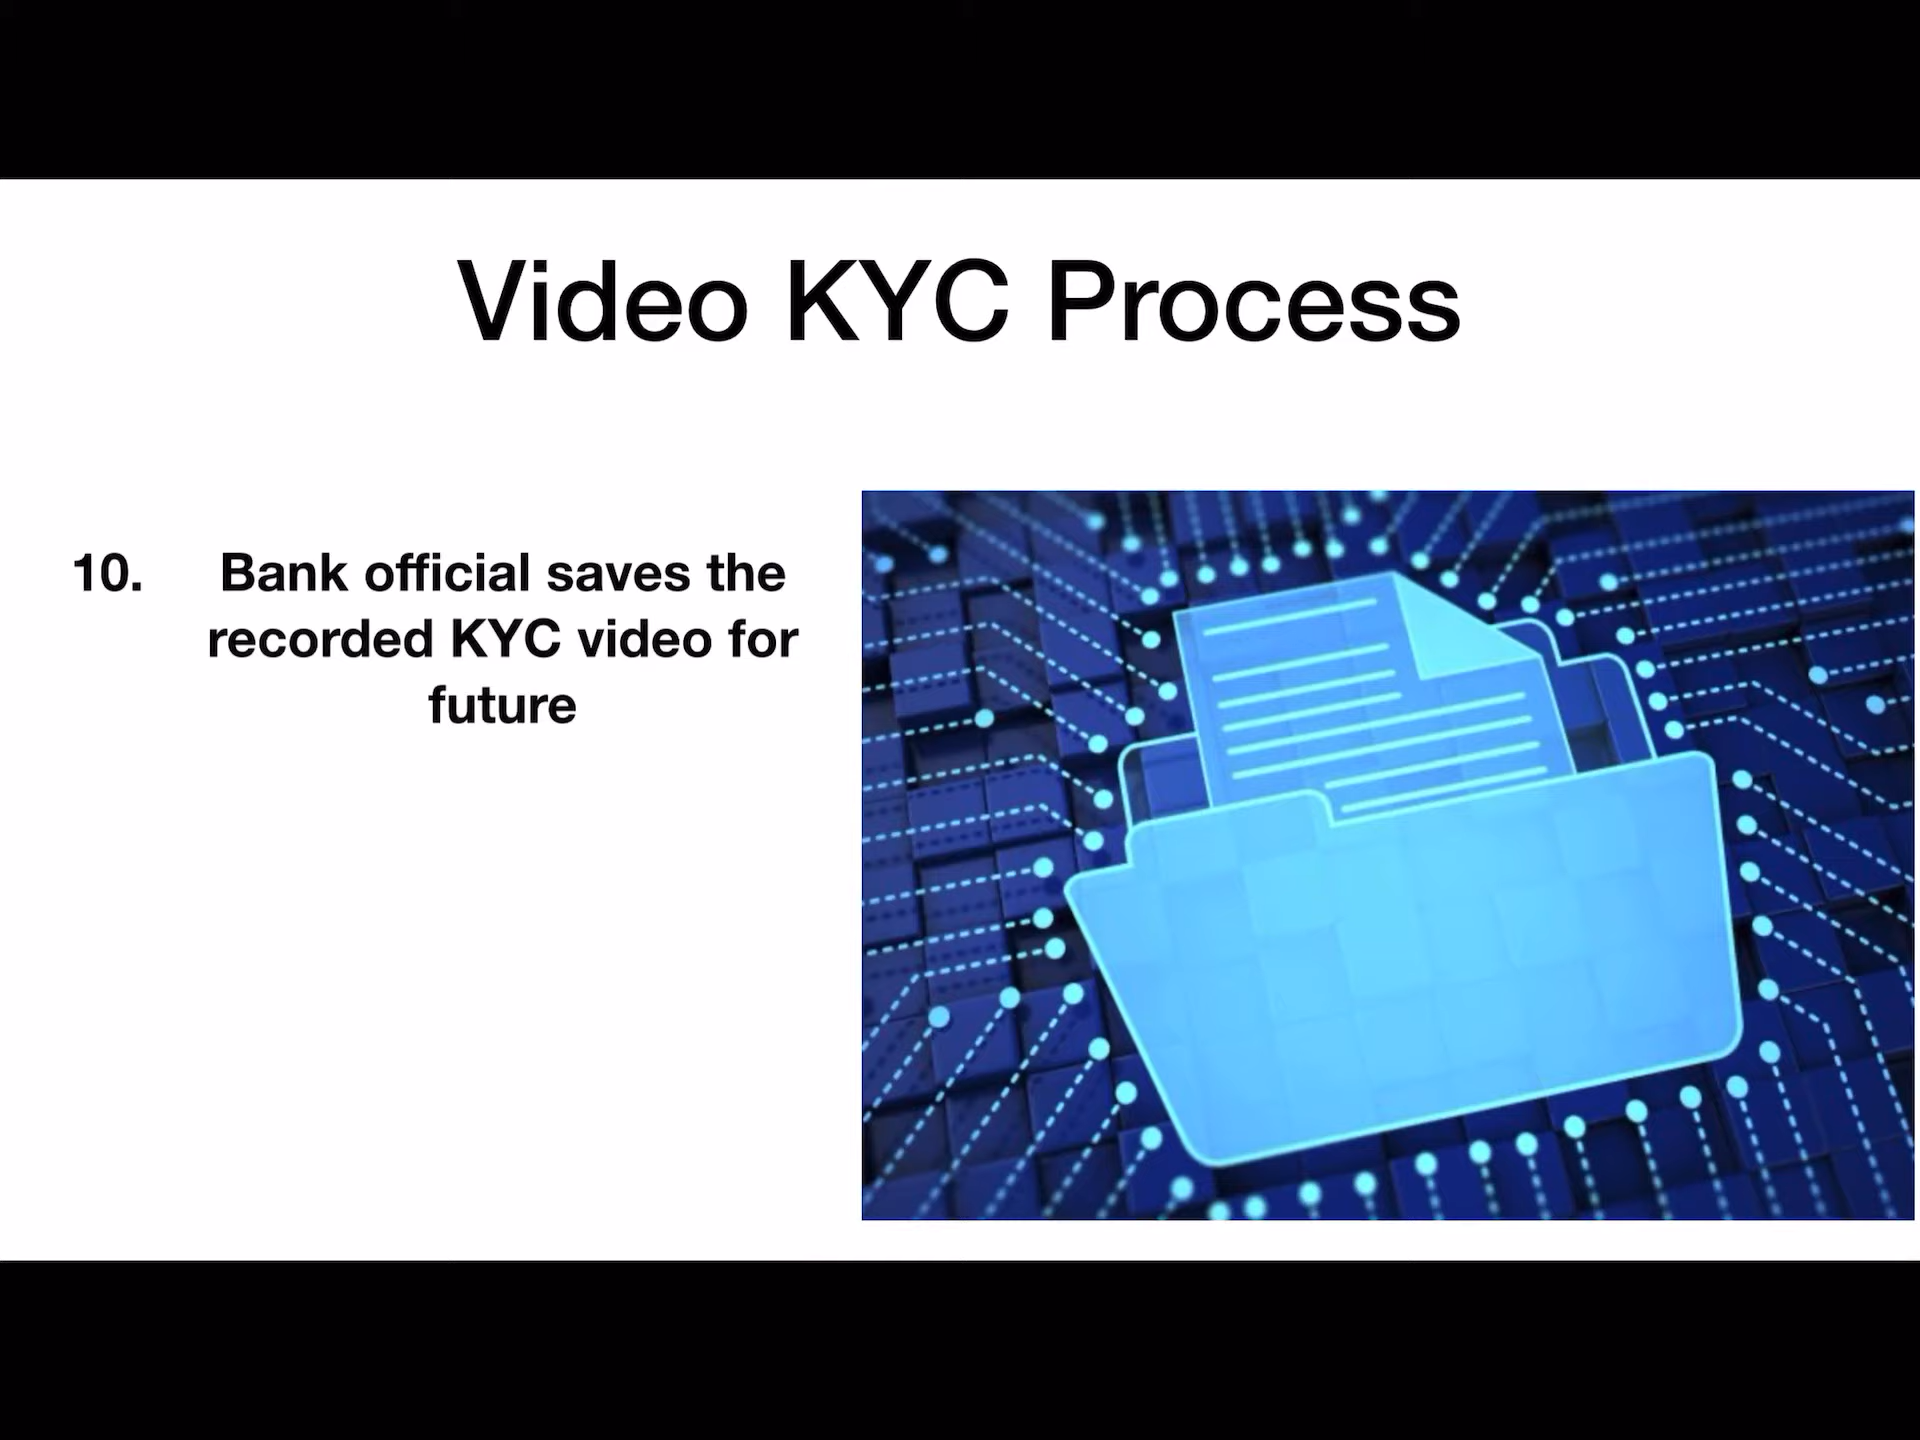 Video KYC Process
10. Bank official saves the
recorded KYC video for
future